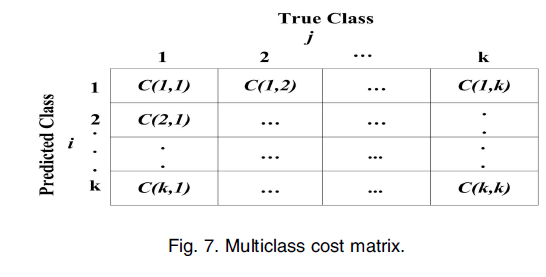 True Class
j
1 2 ... k
1 C(1,1) C(1,2) ... C(1,k)
2 C(2,1) ... ... .
. . .
Predicted Class i . : ... ... :
. 
k C(k,1) ... ... C(k,k)
Fig. 7. Multiclass cost matrix.